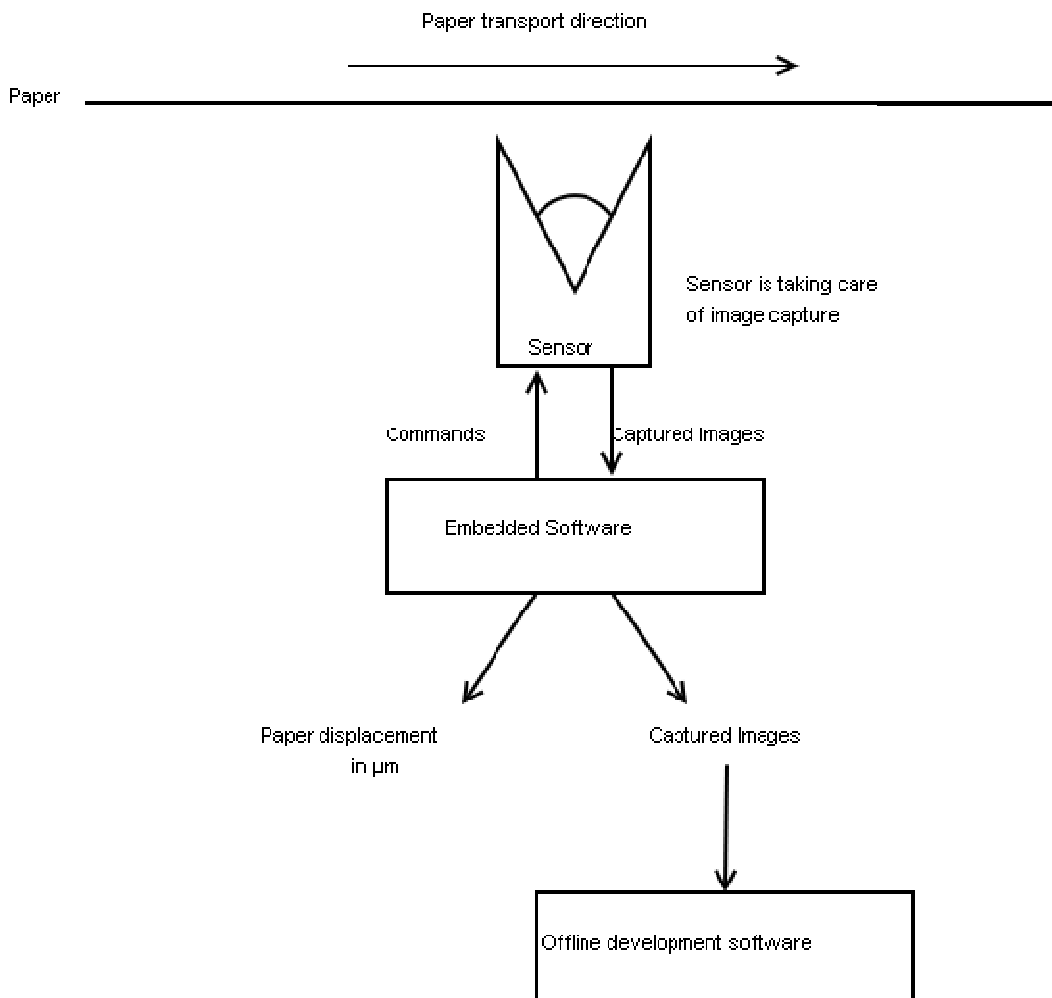 Paper transport direction
Paper
Sensor is taking care
of image capture
Sensor
Commands
Captured Images
Embedded Software
Paper displacement
in µm
Captured Images
Offline development software